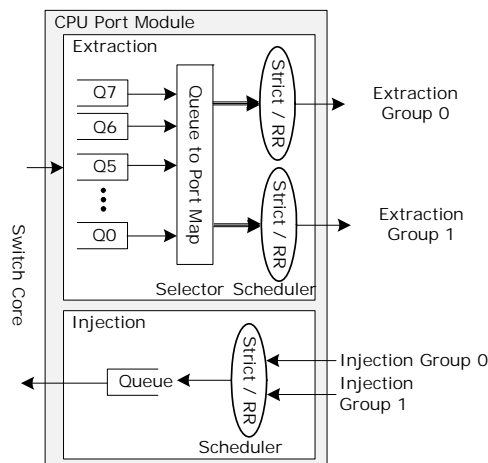 CPU Port Module
Extraction
Q7
Q6
Q5
Q0
Queue to Port Map
Strict / RR
Strict / RR
Extraction
Group 0
Extraction
Group 1
Selector
Scheduler
Switch Core
Injection
Queue
Strict / RR
Scheduler
Injection Group 0
Injection
Group 1